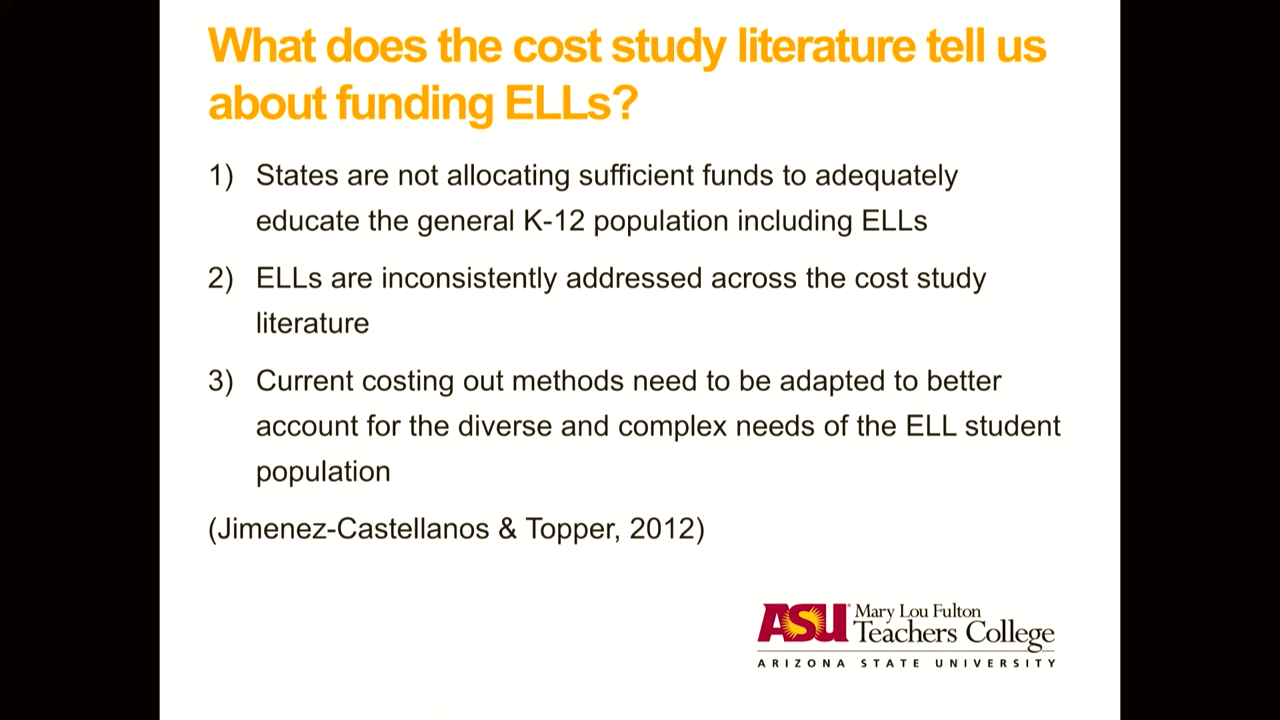 What does the cost study literature tell us
about funding ELLs?
1) States are not allocating sufficient funds to adequately
educate the general K-12 population including ELLs
2) ELLs are inconsistently addressed across the cost study
literature
3) Current costing out methods need to be adapted to better
account for the diverse and complex needs of the ELL student
population
(Jimenez-Castellanos & Topper, 2012)
ASU Mary Lou Fulton
Teachers College
ARIZONA STATE UNIVERSITY